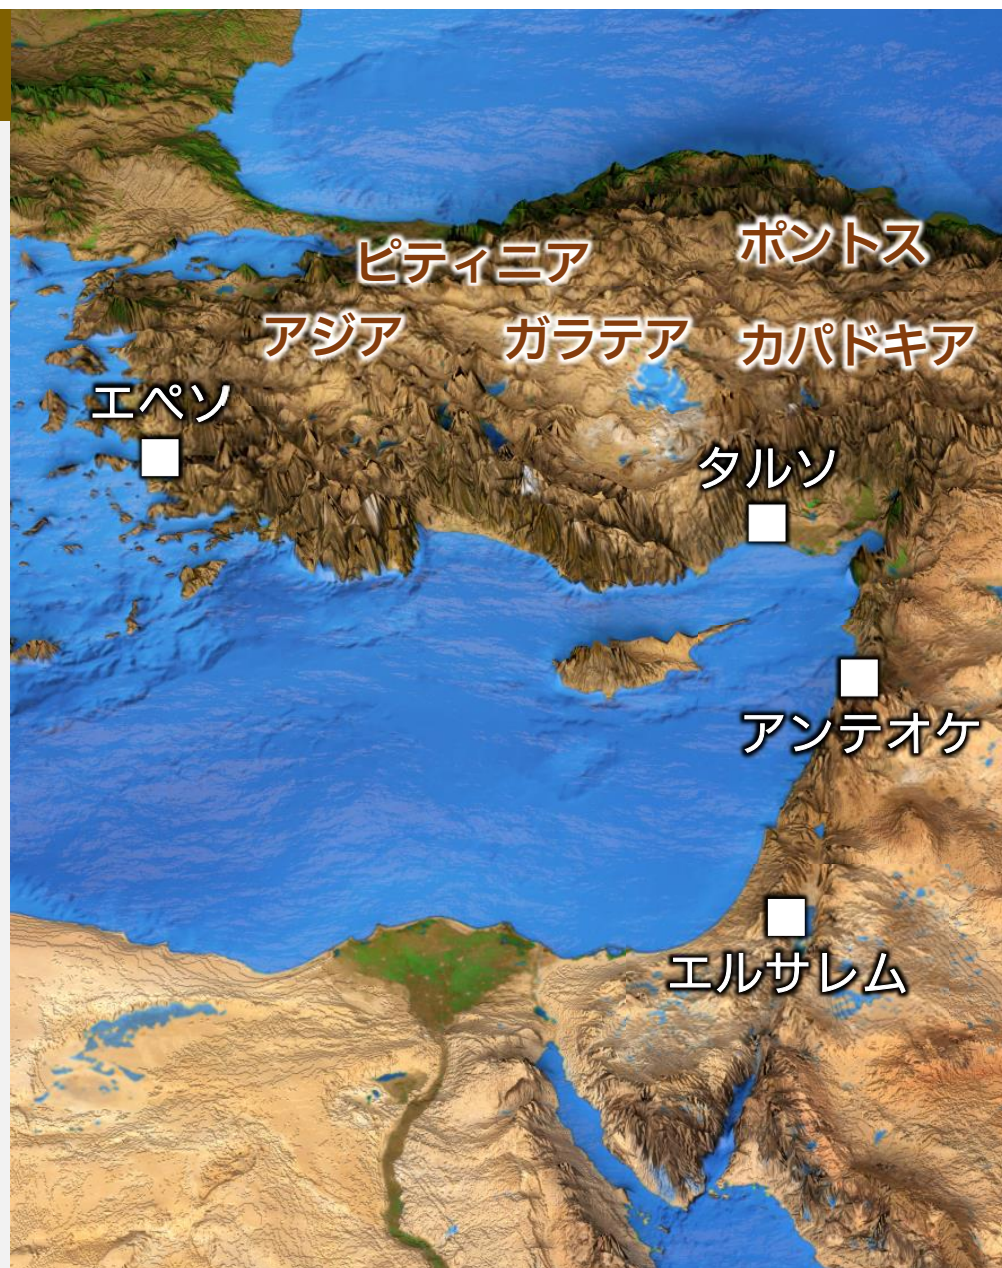 ポントス
ピティニア
アジア
ガラテア
カパドキア
エペソ
タルソ
アンテオケ
エルサレム